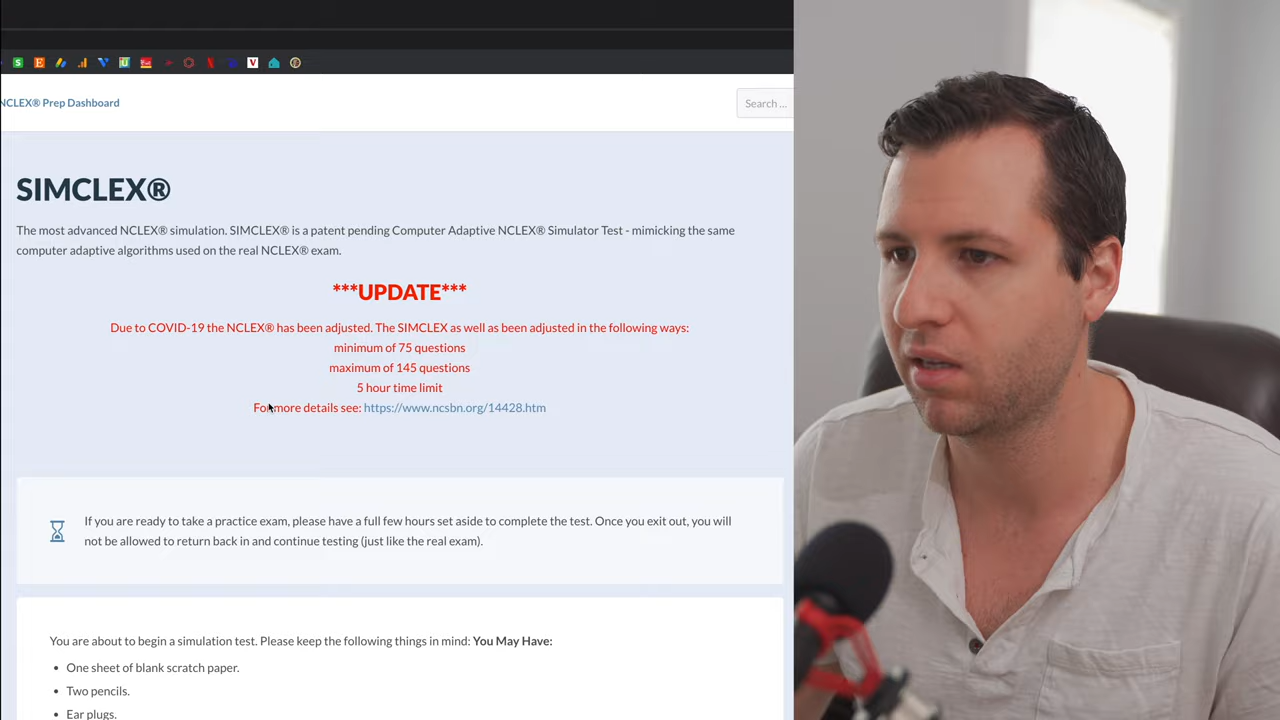 NCLEX® Prep Dashboard
Search ...
SIMCLEX®
The most advanced NCLEX® simulation. SIMCLEX® is a patent pending Computer Adaptive NCLEX® Simulator Test - mimicking the same
computer adaptive algorithms used on the real NCLEX® exam.
***UPDATE***
Due to COVID-19 the NCLEX® has been adjusted. The SIMCLEX as well as been adjusted in the following ways:
minimum of 75 questions
maximum of 145 questions
5 hour time limit
For more details see: https://www.ncsbn.org/14428.htm
If you are ready to take a practice exam, please have a full few hours set aside to complete the test. Once you exit out, you will
not be allowed to return back in and continue testing (just like the real exam).
You are about to begin a simulation test. Please keep the following things in mind: You May Have:
• One sheet of blank scratch paper.
• Two pencils.
• Ear plugs.